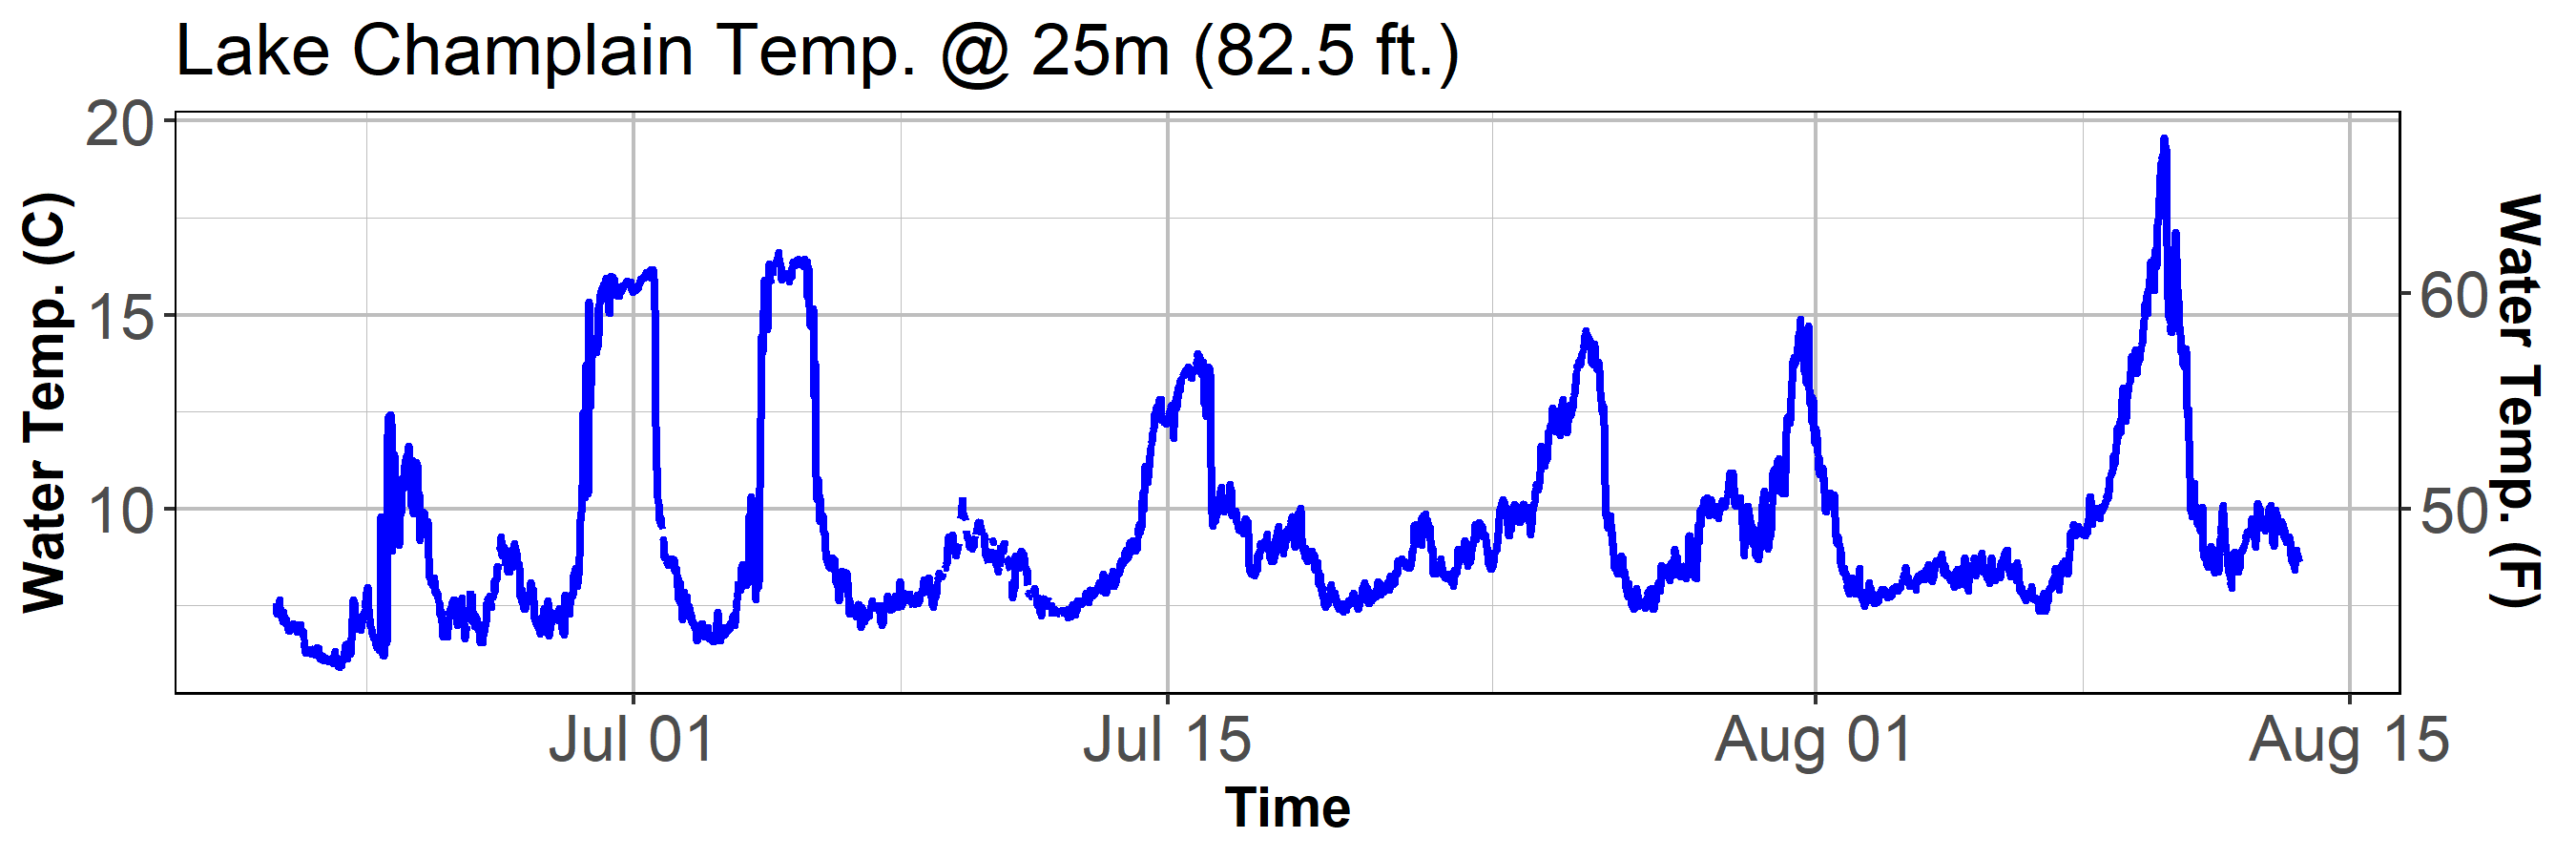 Lake Champlain Temp. @ 25m (82.5 ft.)
Water Temp. (C)
20
15
10
60
50
Water Temp. (F)
Jul 01
Jul 15
Aug 01
Aug 15
Time